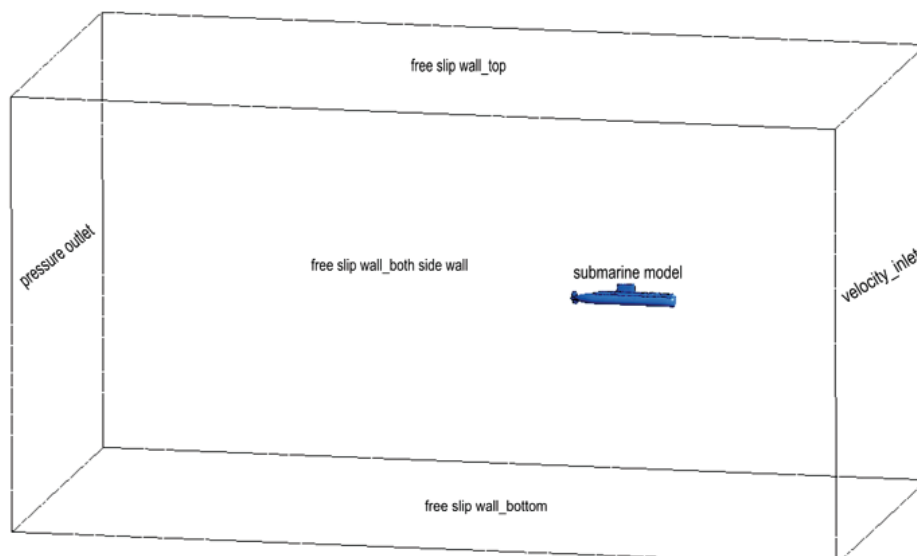 free slip wall_top
pressure outlet
free slip wall_both side wall
submarine model
velocity_inlet
free slip wall_bottom